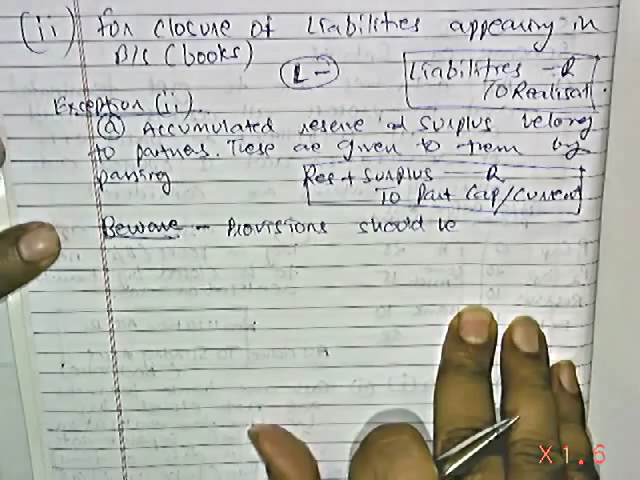 (ii) for closure of Liabilities appearing in
B/S (books)
L -
Liabilities - Dr
To Realisat.
Exception (ii).
(a) Accumulated reserve and surplus belong
to partners. These are given to them by
passing
Res + Surplus - Dr
To Part Cap/Current
Beware - Provisions should be
X1.6